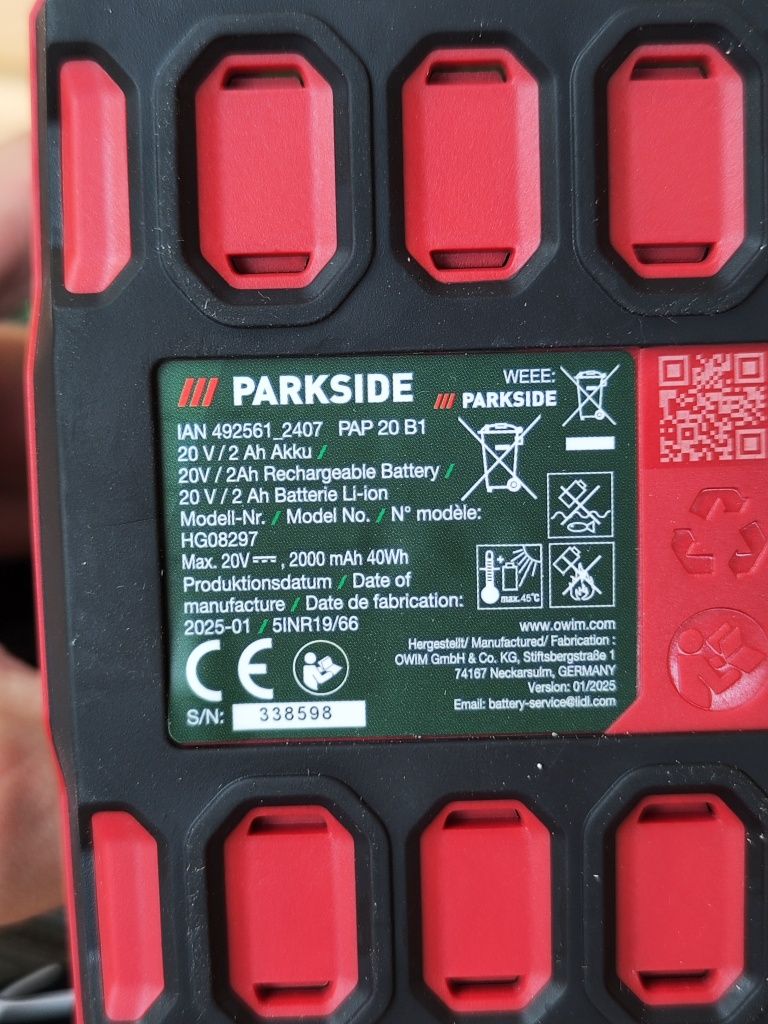 PARKSIDE
WEEE:
PARKSIDE
IAN 492561_2407 PAP 20 B1
20 V / 2 Ah Akku /
20V / 2Ah Rechargeable Battery /
20 V / 2 Ah Batterie Li-ion
Modell-Nr. / Model No. / N° modèle:
HG08297
Max. 20V⎓, 2000 mAh 40Wh
Produktionsdatum / Date of
manufacture / Date de fabrication:
2025-01 / 5INR19/66
max.45°C
CE
S/N: 338598
www.owim.com
Hergestellt/ Manufactured/ Fabrication :
OWIM GmbH & Co. KG, Stiftsbergstraße 1
74167 Neckarsulm, GERMANY
Version: 01/2025
Email: battery-service@lidl.com